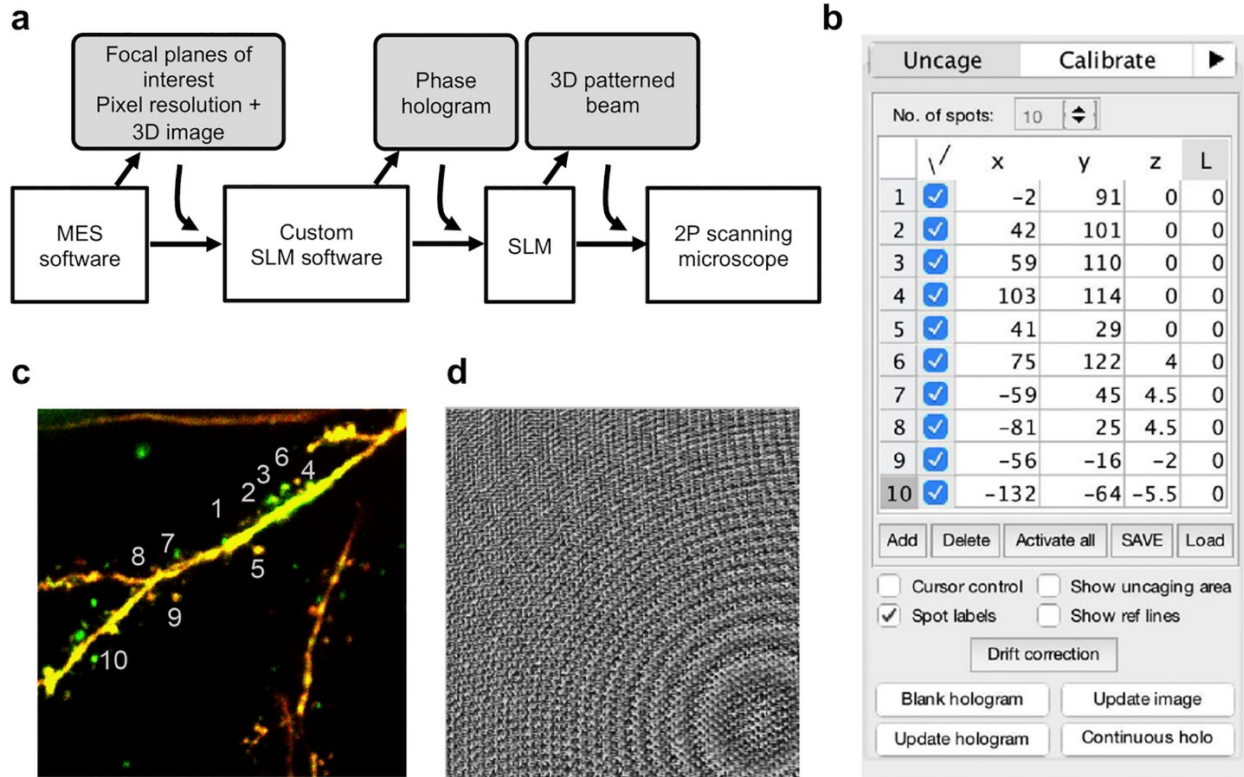 a
Focal planes of
interest
Pixel resolution +
3D image
Phase
hologram
3D patterned
beam
MES
software
Custom
SLM software
SLM
2P scanning
microscope
b
Uncage Calibrate
No. of spots: 10
x y z L
1 -2 91 0 0
2 42 101 0 0
3 59 110 0 0
4 103 114 0 0
5 41 29 0 0
6 75 122 4 0
7 -59 45 4.5 0
8 -81 25 4.5 0
9 -56 -16 -2 0
10 -132 -64 -5.5 0
Add Delete Activate all SAVE Load
Cursor control Show uncaging area
Spot labels Show ref lines
Drift correction
Blank hologram Update image
Update hologram Continuous holo
c
6
3 4
2
1
7
8 5
9
10
d